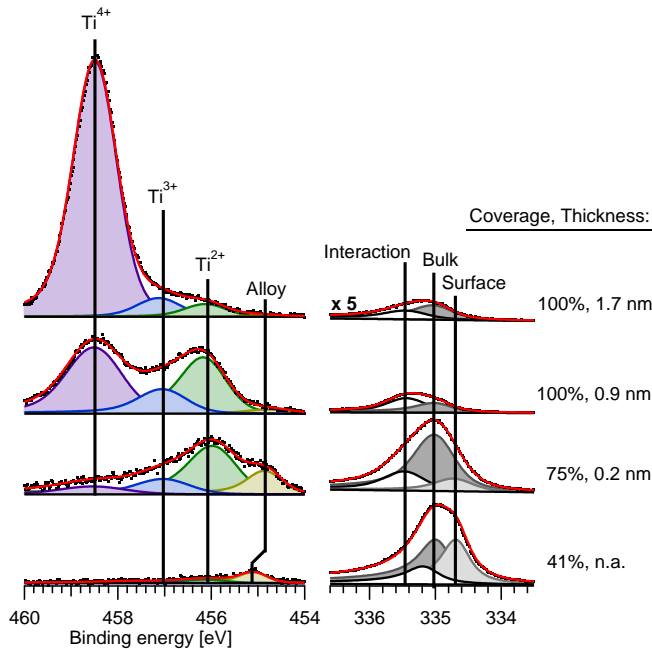 Ti4+
Ti3+
Ti2+
Alloy
Coverage, Thickness:
Interaction
Bulk
Surface
x 5
100%, 1.7 nm
100%, 0.9 nm
75%, 0.2 nm
41%, n.a.
460 458 456 454
Binding energy [eV]
336 335 334